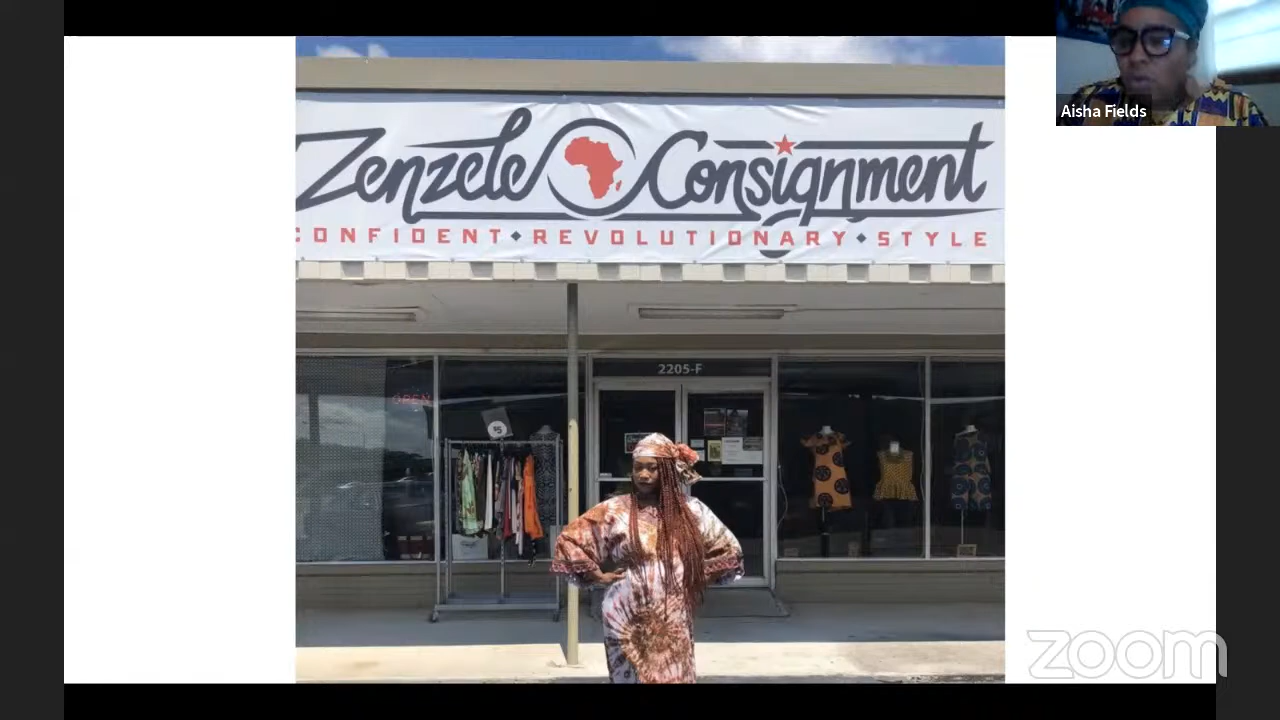 Aisha Fields
Zenzele Consignment
CONFIDENT ◆ REVOLUTIONARY ◆ STYLE
2205-F
OPEN
$5
zoom